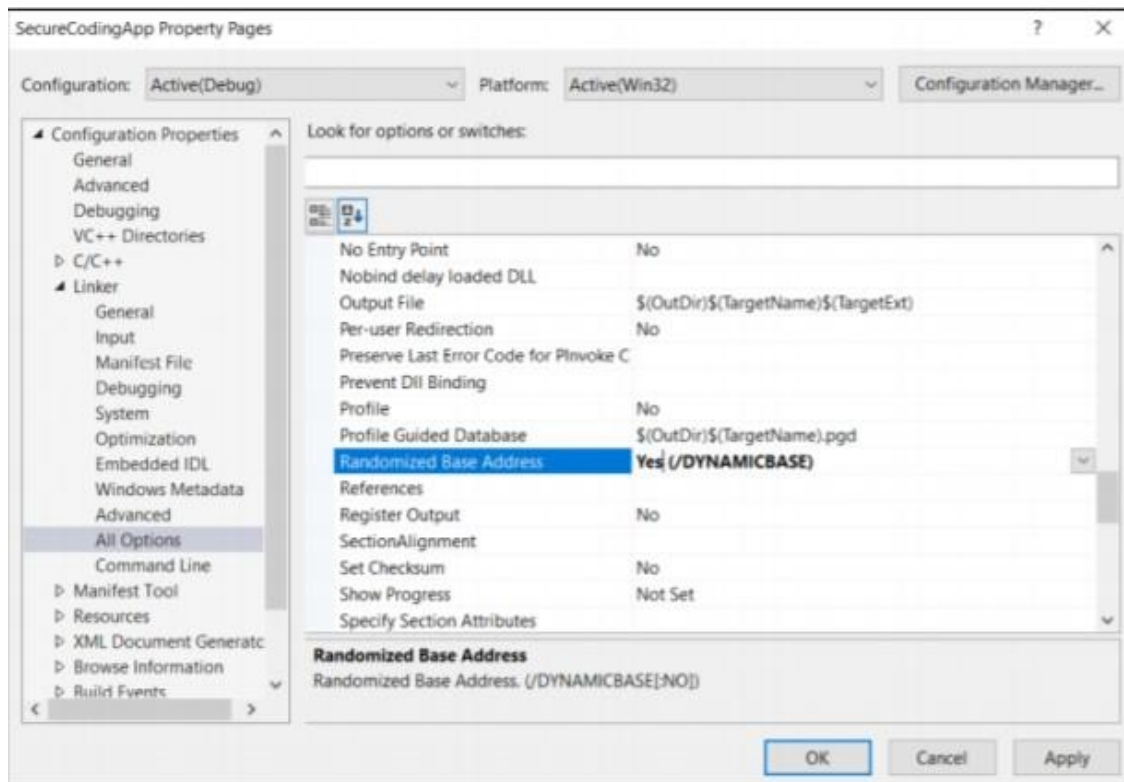 SecureCodingApp Property Pages
? ×
Configuration: Active(Debug) Platform: Active(Win32) Configuration Manager...
Configuration Properties
General
Advanced
Debugging
VC++ Directories
C/C++
Linker
General
Input
Manifest File
Debugging
System
Optimization
Embedded IDL
Windows Metadata
Advanced
All Options
Command Line
Manifest Tool
Resources
XML Document Generatc
Browse Information
Build Events
Look for options or switches:
No Entry Point No
Nobind delay loaded DLL
Output File $(OutDir)$(TargetName)$(TargetExt)
Per-user Redirection No
Preserve Last Error Code for PInvoke C
Prevent Dll Binding
Profile No
Profile Guided Database $(OutDir)$(TargetName).pgd
Randomized Base Address Yes (/DYNAMICBASE)
References
Register Output No
SectionAlignment
Set Checksum No
Show Progress Not Set
Specify Section Attributes
Randomized Base Address
Randomized Base Address. (/DYNAMICBASE[:NO])
OK Cancel Apply